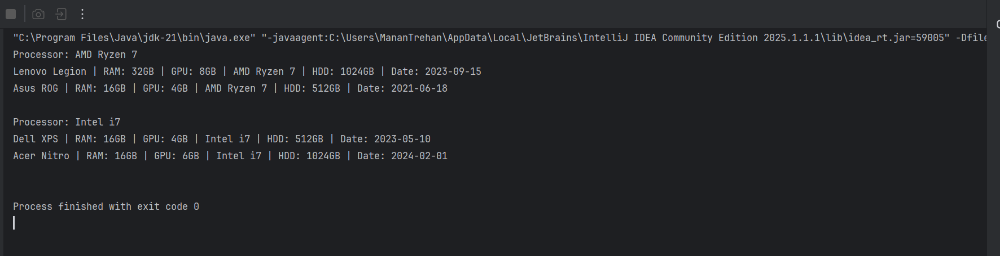 "C:\Program Files\Java\jdk-21\bin\java.exe" "-javaagent:C:\Users\MananTrehan\AppData\Local\JetBrains\IntelliJ IDEA Community Edition 2025.1.1.1\lib\idea_rt.jar=59005" -Dfile
Processor: AMD Ryzen 7
Lenovo Legion | RAM: 32GB | GPU: 8GB | AMD Ryzen 7 | HDD: 1024GB | Date: 2023-09-15
Asus ROG | RAM: 16GB | GPU: 4GB | AMD Ryzen 7 | HDD: 512GB | Date: 2021-06-18
Processor: Intel i7
Dell XPS | RAM: 16GB | GPU: 4GB | Intel i7 | HDD: 512GB | Date: 2023-05-10
Acer Nitro | RAM: 16GB | GPU: 6GB | Intel i7 | HDD: 1024GB | Date: 2024-02-01
Process finished with exit code 0